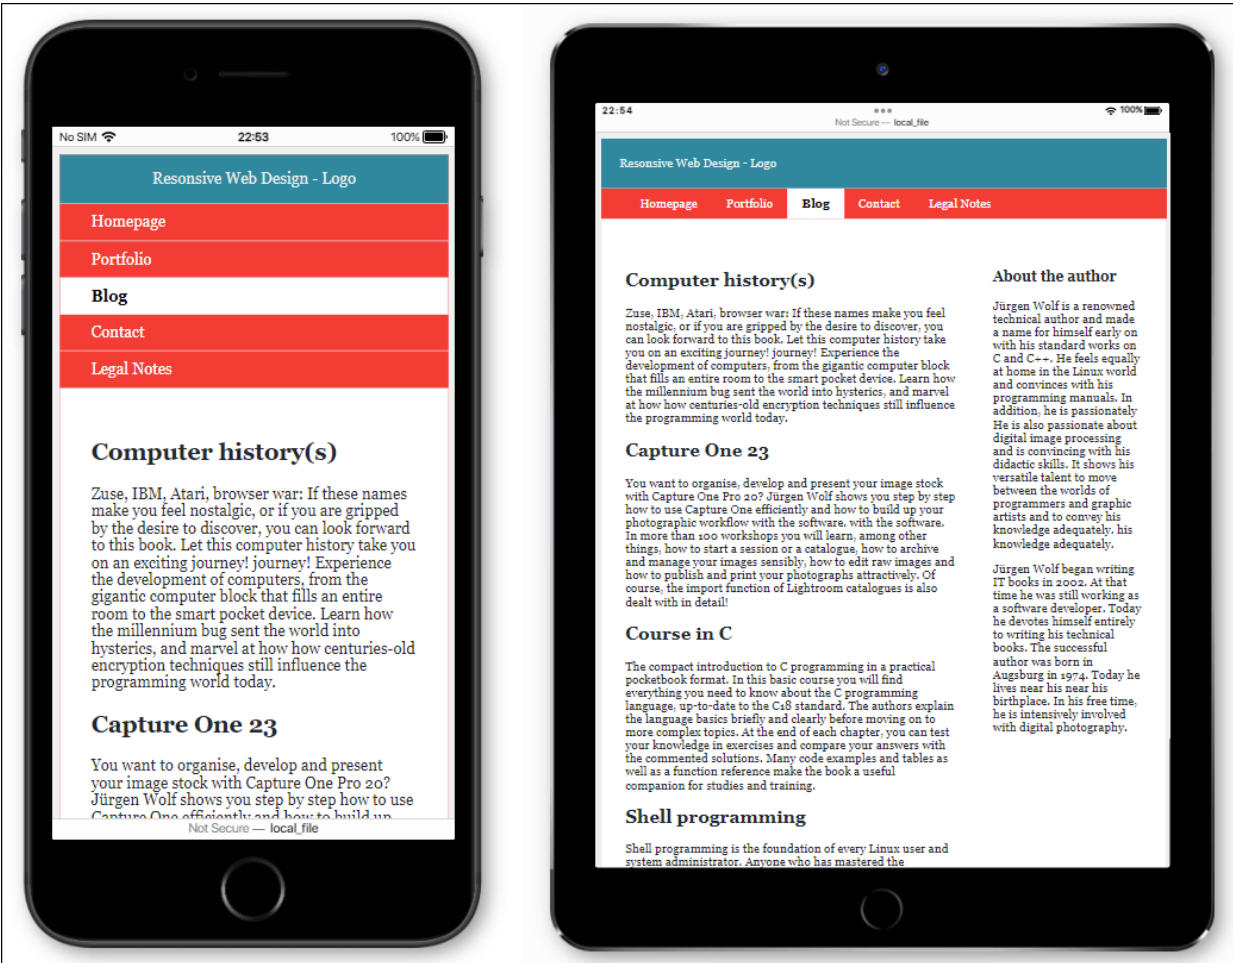 No SIM 22:53 100%
Resonsive Web Design - Logo
Homepage
Portfolio
Blog
Contact
Legal Notes
Computer history(s)
Zuse, IBM, Atari, browser war: If these names
make you feel nostalgic, or if you are gripped
by the desire to discover, you can look forward
to this book. Let this computer history take you
on an exciting journey! journey! Experience
the development of computers, from the
gigantic computer block that fills an entire
room to the smart pocket device. Learn how
the millennium bug sent the world into
hysterics, and marvel at how how centuries-old
encryption techniques still influence the
programming world today.
Capture One 23
You want to organise, develop and present
your image stock with Capture One Pro 20?
Jürgen Wolf shows you step by step how to use
Capture One efficiently and how to build up
Not Secure — local_file
22:54 100%
Not Secure — local_file
Resonsive Web Design - Logo
Homepage Portfolio Blog Contact Legal Notes
Computer history(s)
Zuse, IBM, Atari, browser war: If these names make you feel
nostalgic, or if you are gripped by the desire to discover, you
can look forward to this book. Let this computer history take
you on an exciting journey! journey! Experience the
development of computers, from the gigantic computer block
that fills an entire room to the smart pocket device. Learn how
the millennium bug sent the world into hysterics, and marvel
at how how centuries-old encryption techniques still influence
the programming world today.
Capture One 23
You want to organise, develop and present your image stock
with Capture One Pro 20? Jürgen Wolf shows you step by step
how to use Capture One efficiently and how to build up your
photographic workflow with the software. with the software.
In more than 100 workshops you will learn, among other
things, how to start a session or a catalogue, how to archive
and manage your images sensibly, how to edit raw images and
how to publish and print your photographs attractively. Of
course, the import function of Lightroom catalogues is also
dealt with in detail!
Course in C
The compact introduction to C programming in a practical
pocketbook format. In this basic course you will find
everything you need to know about the C programming
language, up-to-date to the C18 standard. The authors explain
the language basics briefly and clearly before moving on to
more complex topics. At the end of each chapter, you can test
your knowledge in exercises and compare your answers with
the commented solutions. Many code examples and tables as
well as a function reference make the book a useful
companion for studies and training.
Shell programming
Shell programming is the foundation of every Linux user and
system administrator. Anyone who has mastered the
About the author
Jürgen Wolf is a renowned
technical author and made
a name for himself early on
with his standard works on
C and C++. He feels equally
at home in the Linux world
and convinces with his
programming manuals. In
addition, he is passionately
He is also passionate about
digital image processing
and is convincing with his
didactic skills. It shows his
versatile talent to move
between the worlds of
programmers and graphic
artists and to convey his
knowledge adequately. his
knowledge adequately.
Jürgen Wolf began writing
IT books in 2002. At that
time he was still working as
a software developer. Today
he devotes himself entirely
to writing his technical
books. The successful
author was born in
Augsburg in 1974. Today he
lives near his near his
birthplace. In his free time,
he is intensively involved
with digital photography.